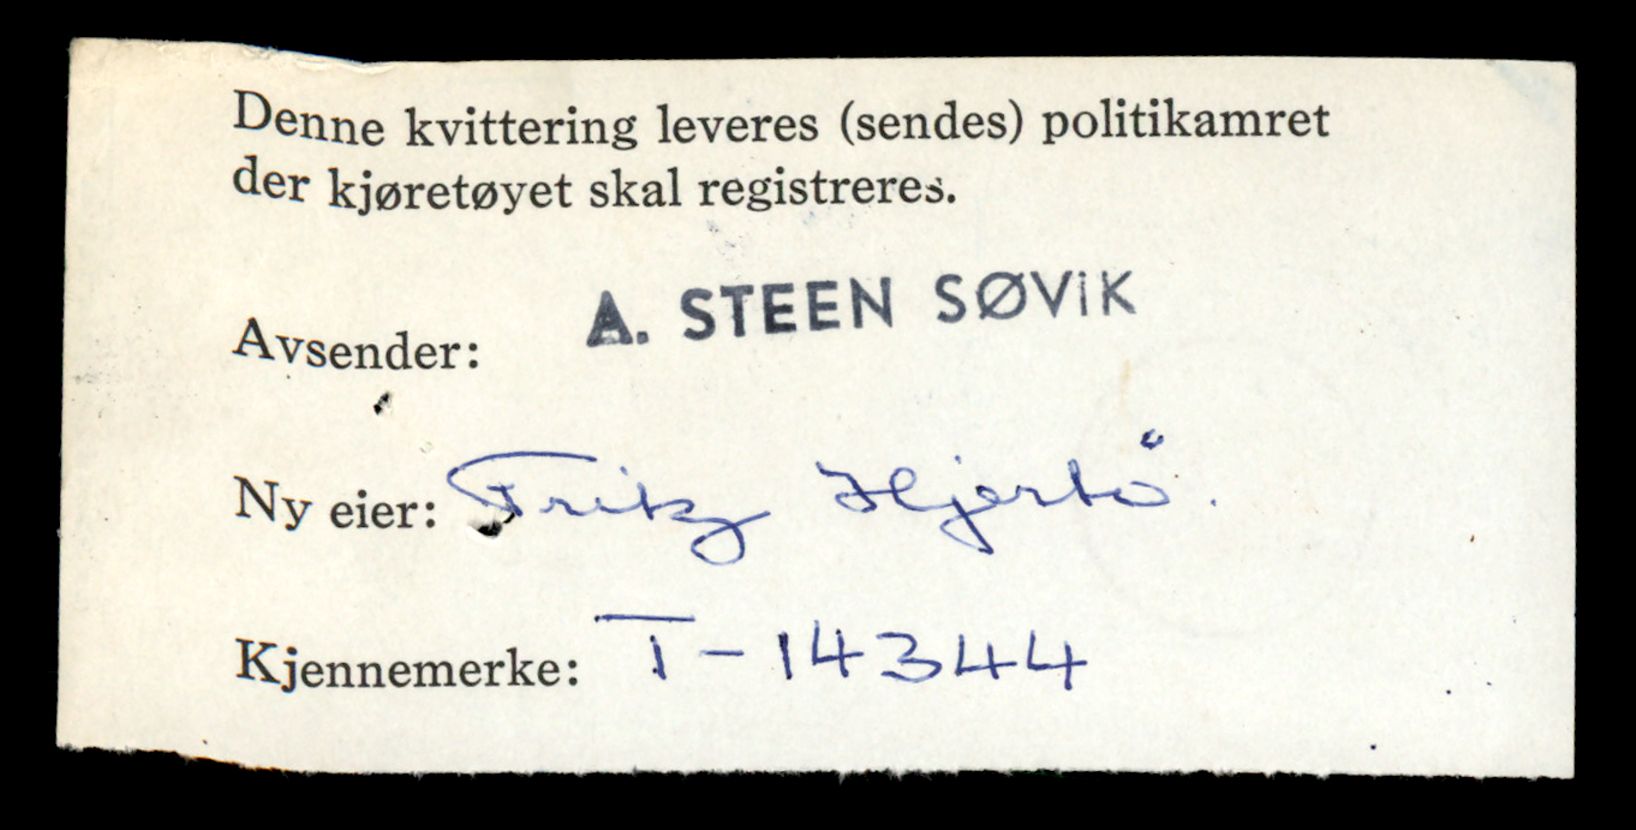 Denne kvittering leveres (sendes) politikamret
der kjøretøyet skal registreres.
Avsender: A. STEEN SØVIK
Ny eier: Fritz Hjertö.
Kjennemerke: T-14344